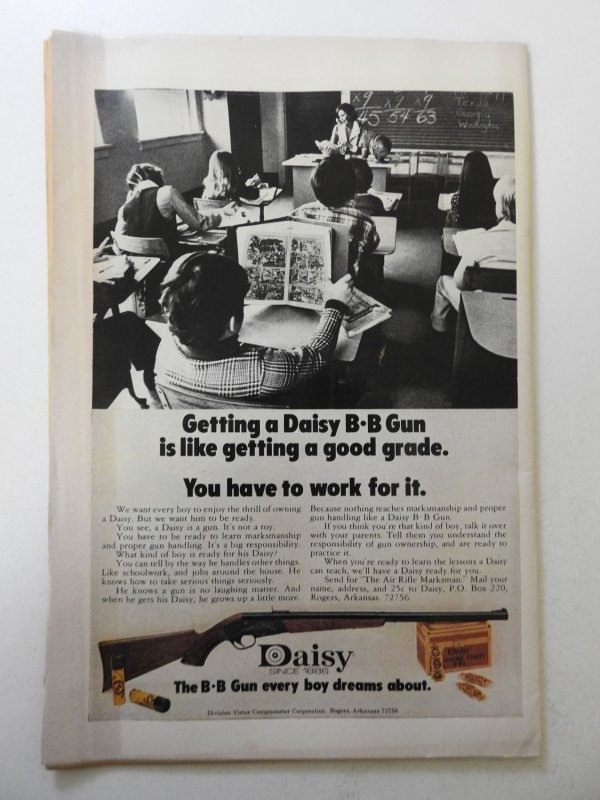 x9 x9 x9
45 54 63
Texas
Georgia
Washington
Getting a Daisy B·B Gun
is like getting a good grade.
You have to work for it.
We want every boy to enjoy the thrill of owning
a Daisy. But we want him to be ready.
You see, a Daisy is a gun. It's not a toy.
You have to be ready to learn marksmanship
and proper gun handling. It's a big responsibility.
What kind of boy is ready for his Daisy?
You can tell by the way he handles other things.
Like schoolwork, and jobs around the house. He
knows how to take serious things seriously.
He knows a gun is no laughing matter. And
when he gets his Daisy, he grows up a little more.
Because nothing teaches marksmanship and proper
gun handling like a Daisy B·B Gun.
If you think you're that kind of boy, talk it over
with your parents. Tell them you understand the
responsibility of gun ownership, and are ready to
practice it.
When you're ready to learn the lessons a Daisy
can teach, we'll have a Daisy ready for you.
Send for "The Air Rifle Marksman." Mail your
name, address, and 25c to Daisy, P.O. Box 220,
Rogers, Arkansas. 72756.
Daisy
SINCE 1886
The B·B Gun every boy dreams about.
Division Victor Comptometer Corporation. Rogers, Arkansas 72756